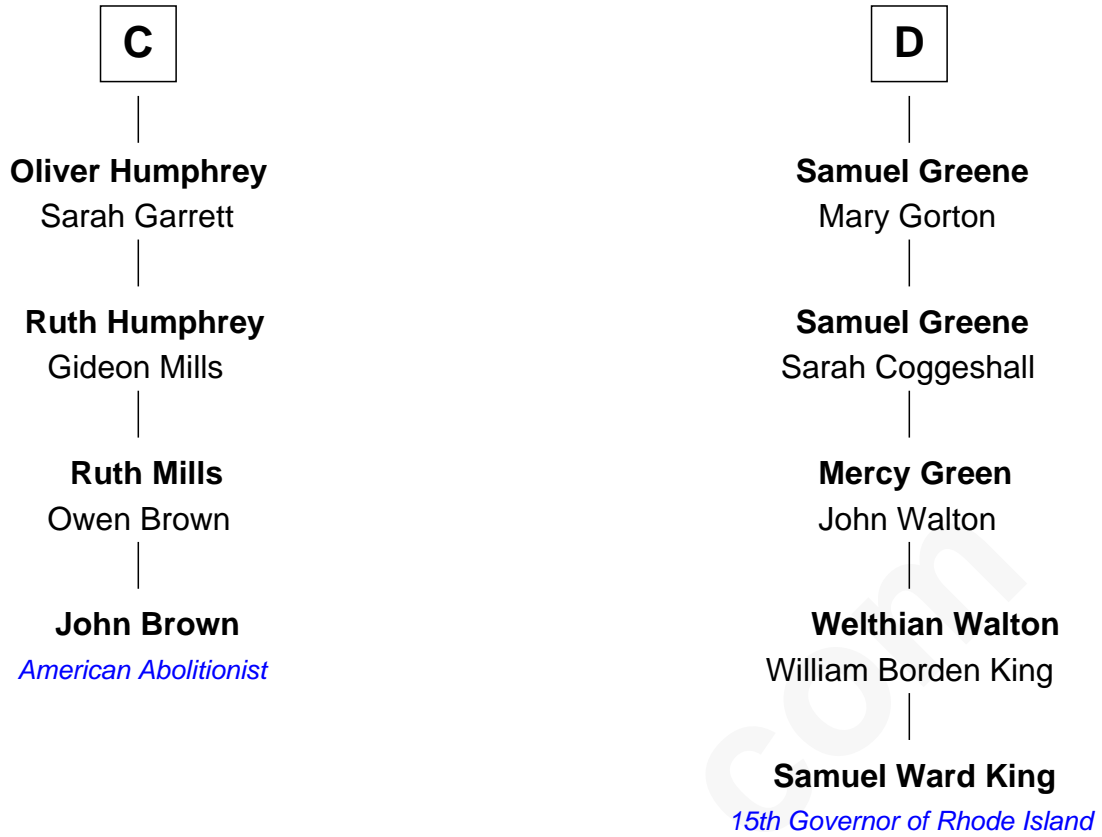 C
Oliver Humphrey
Sarah Garrett
Ruth Humphrey
Gideon Mills
Ruth Mills
Owen Brown
John Brown
American Abolitionist
D
Samuel Greene
Mary Gorton
Samuel Greene
Sarah Coggeshall
Mercy Green
John Walton
Welthian Walton
William Borden King
Samuel Ward King
15th Governor of Rhode Island
com